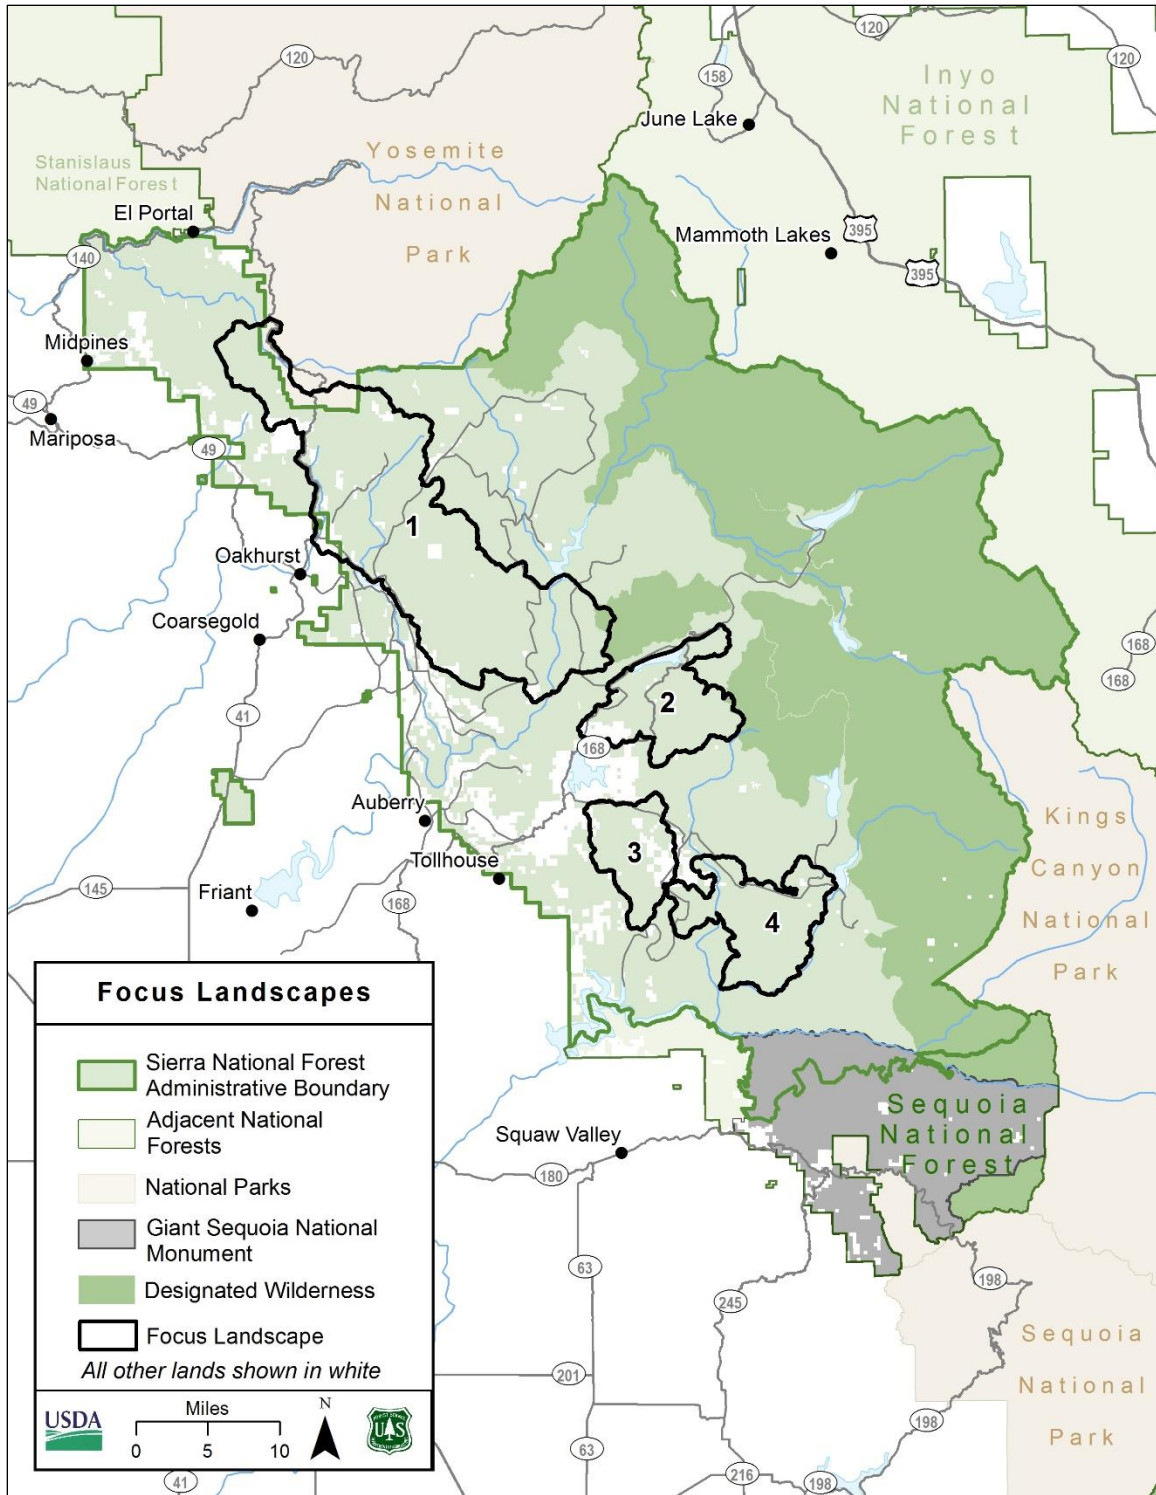 120
120
120
158
June Lake
Inyo
National
Forest
Yosemite
National
Park
Stanislaus
National Forest
El Portal
140
Mammoth Lakes
395
395
Midpines
49
Mariposa
49
1
Oakhurst
Coarsegold
41
168
168
2
168
Auberry
Tollhouse
3
4
Friant
145
168
Kings
Canyon
National
Park
Focus Landscapes
Sierra National Forest
Administrative Boundary
Adjacent National
Forests
National Parks
Giant Sequoia National
Monument
Designated Wilderness
Focus Landscape
All other lands shown in white
USDA
Miles
0 5 10
N
U S
Squaw Valley
180
Sequoia
National
Forest
63
245
198
201
198
63
216
198
41
Sequoia
National
Park